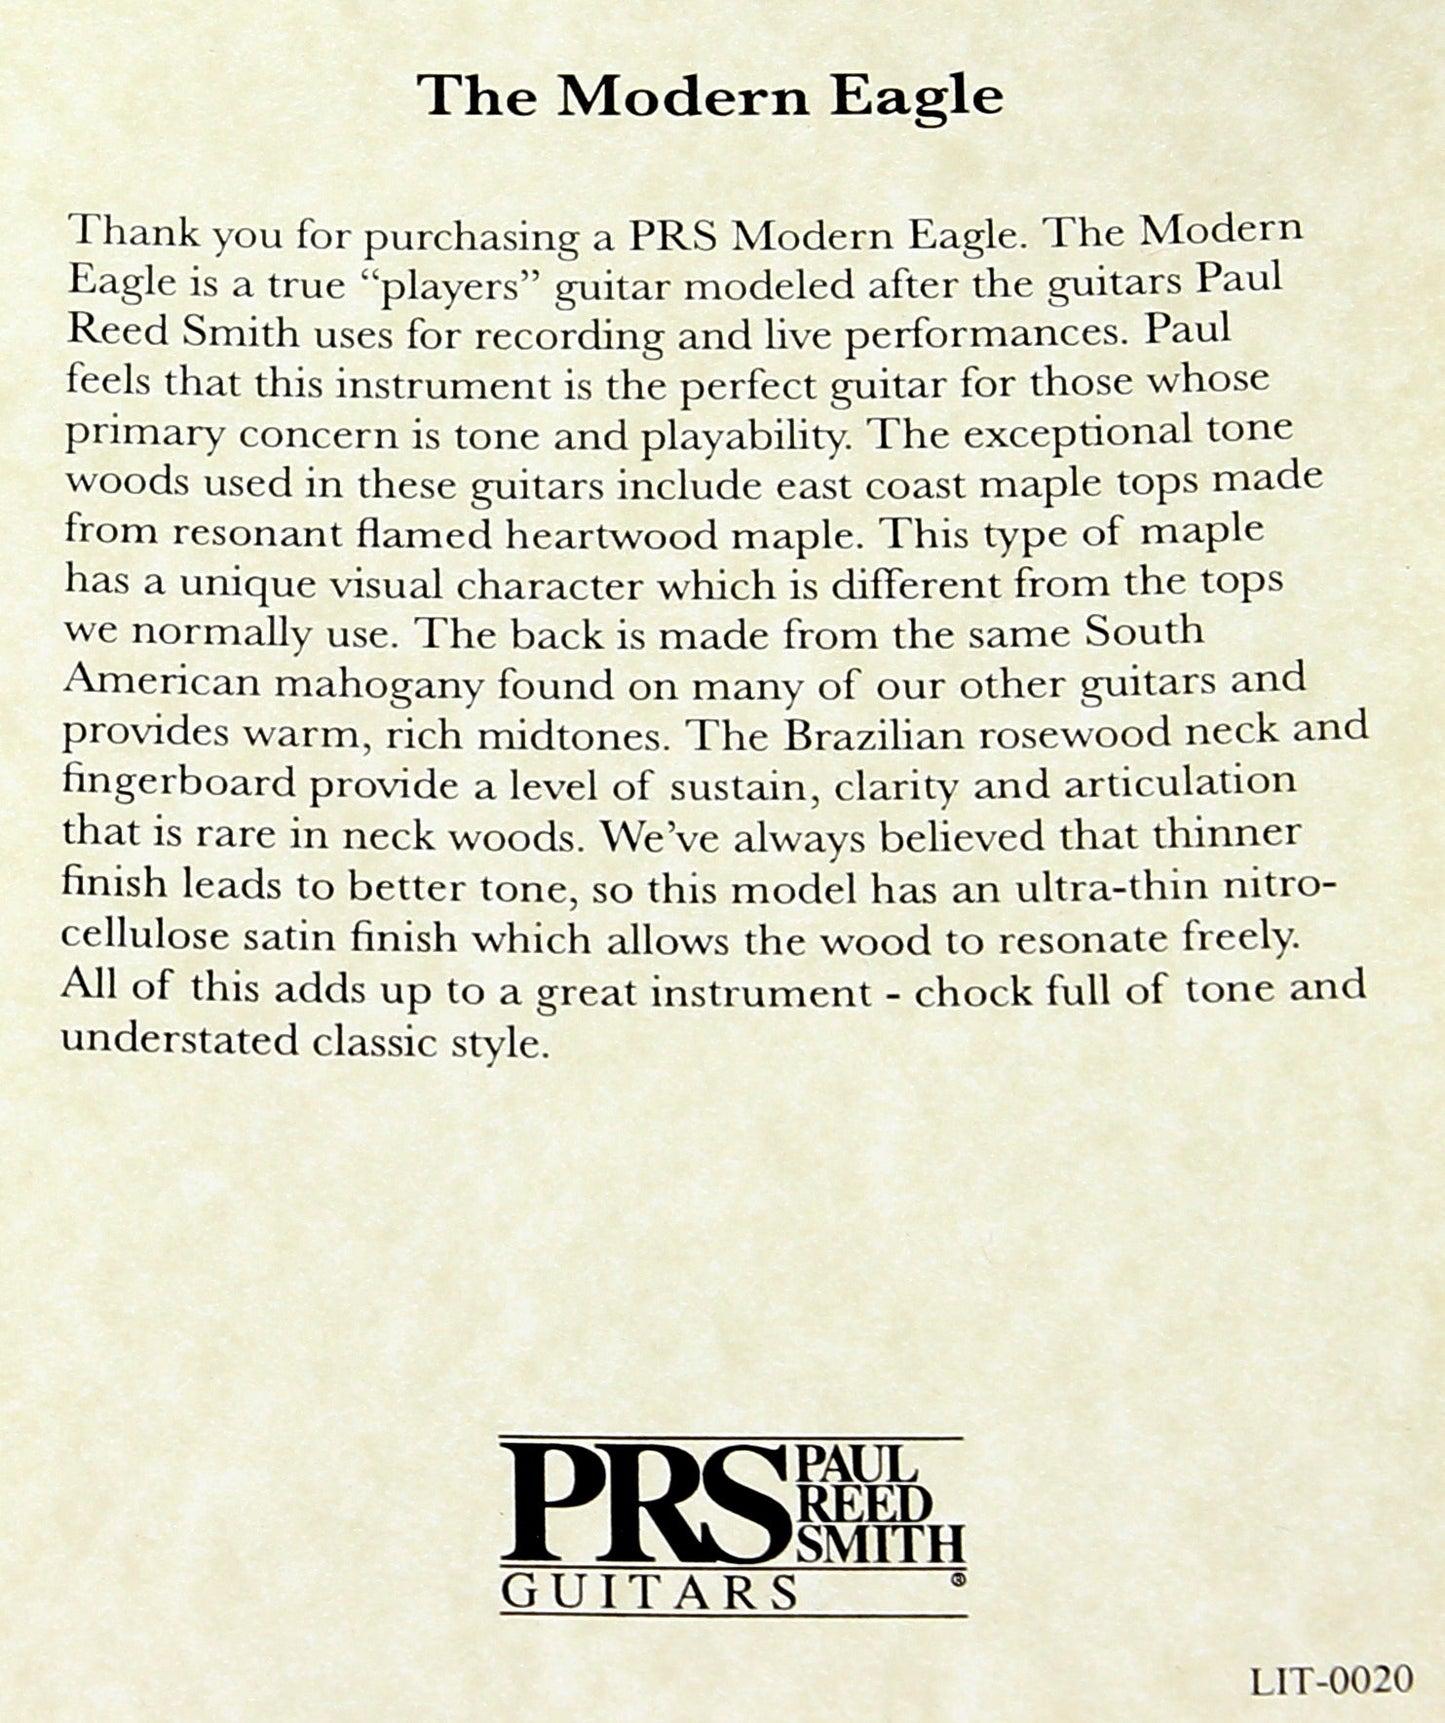 The Modern Eagle
Thank you for purchasing a PRS Modern Eagle. The Modern
Eagle is a true “players” guitar modeled after the guitars Paul
Reed Smith uses for recording and live performances. Paul
feels that this instrument is the perfect guitar for those whose
primary concern is tone and playability. The exceptional tone
woods used in these guitars include east coast maple tops made
from resonant flamed heartwood maple. This type of maple
has a unique visual character which is different from the tops
we normally use. The back is made from the same South
American mahogany found on many of our other guitars and
provides warm, rich midtones. The Brazilian rosewood neck and
fingerboard provide a level of sustain, clarity and articulation
that is rare in neck woods. We’ve always believed that thinner
finish leads to better tone, so this model has an ultra-thin nitro-
cellulose satin finish which allows the wood to resonate freely.
All of this adds up to a great instrument - chock full of tone and
understated classic style.
PRS
PAUL
REED
SMITH
GUITARS ®
LIT-0020